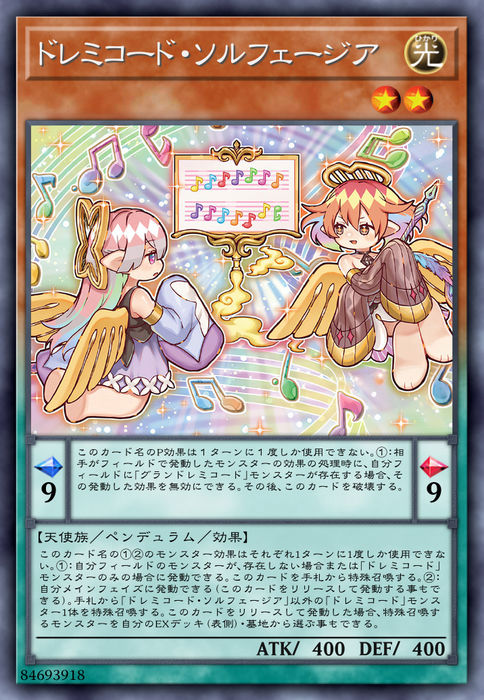 ドレミコード・ソルフェージア
ひかり
光
このカード名のP効果は1ターンに1度しか使用できない。①：相
手がフィールドで発動したモンスターの効果の処理時に、自分フ
ィールドに「グランドレミコード」モンスターが存在する場合、そ
の発動した効果を無効にできる。その後、このカードを破壊する。
9
9
【天使族／ペンデュラム／効果】
このカード名の①②のモンスター効果はそれぞれ1ターンに1度しか使用できな
い。①：自分フィールドのモンスターが、存在しない場合または「ドレミコード」
モンスターのみの場合に発動できる。このカードを手札から特殊召喚する。②：
自分メインフェイズに発動できる（このカードをリリースして発動する事もで
きる）。手札から「ドレミコード・ソルフェージア」以外の「ドレミコード」モンス
ター1体を特殊召喚する。このカードをリリースして発動した場合、特殊召喚す
るモンスターを自分のEXデッキ（表側）・墓地から選ぶ事もできる。
ATK/ 400 DEF/ 400
84693918